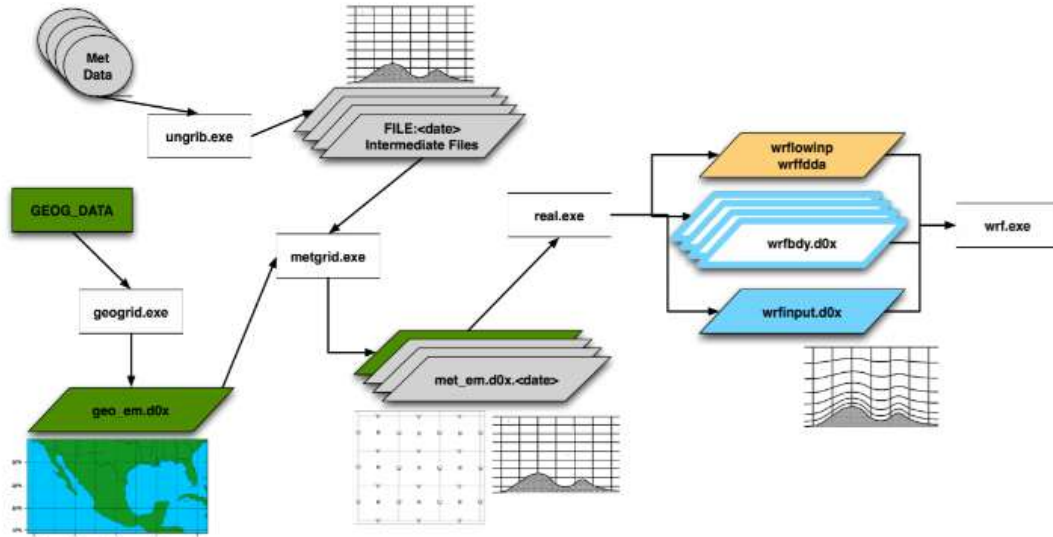 Met
Data
ungrib.exe
FILE:<date>
Intermediate Files
GEOG_DATA
geogrid.exe
geo_em.d0x
metgrid.exe
met_em.d0x.<date>
real.exe
wrflowinp
wrffdda
wrfbdy.d0x
wrfinput.d0x
wrf.exe